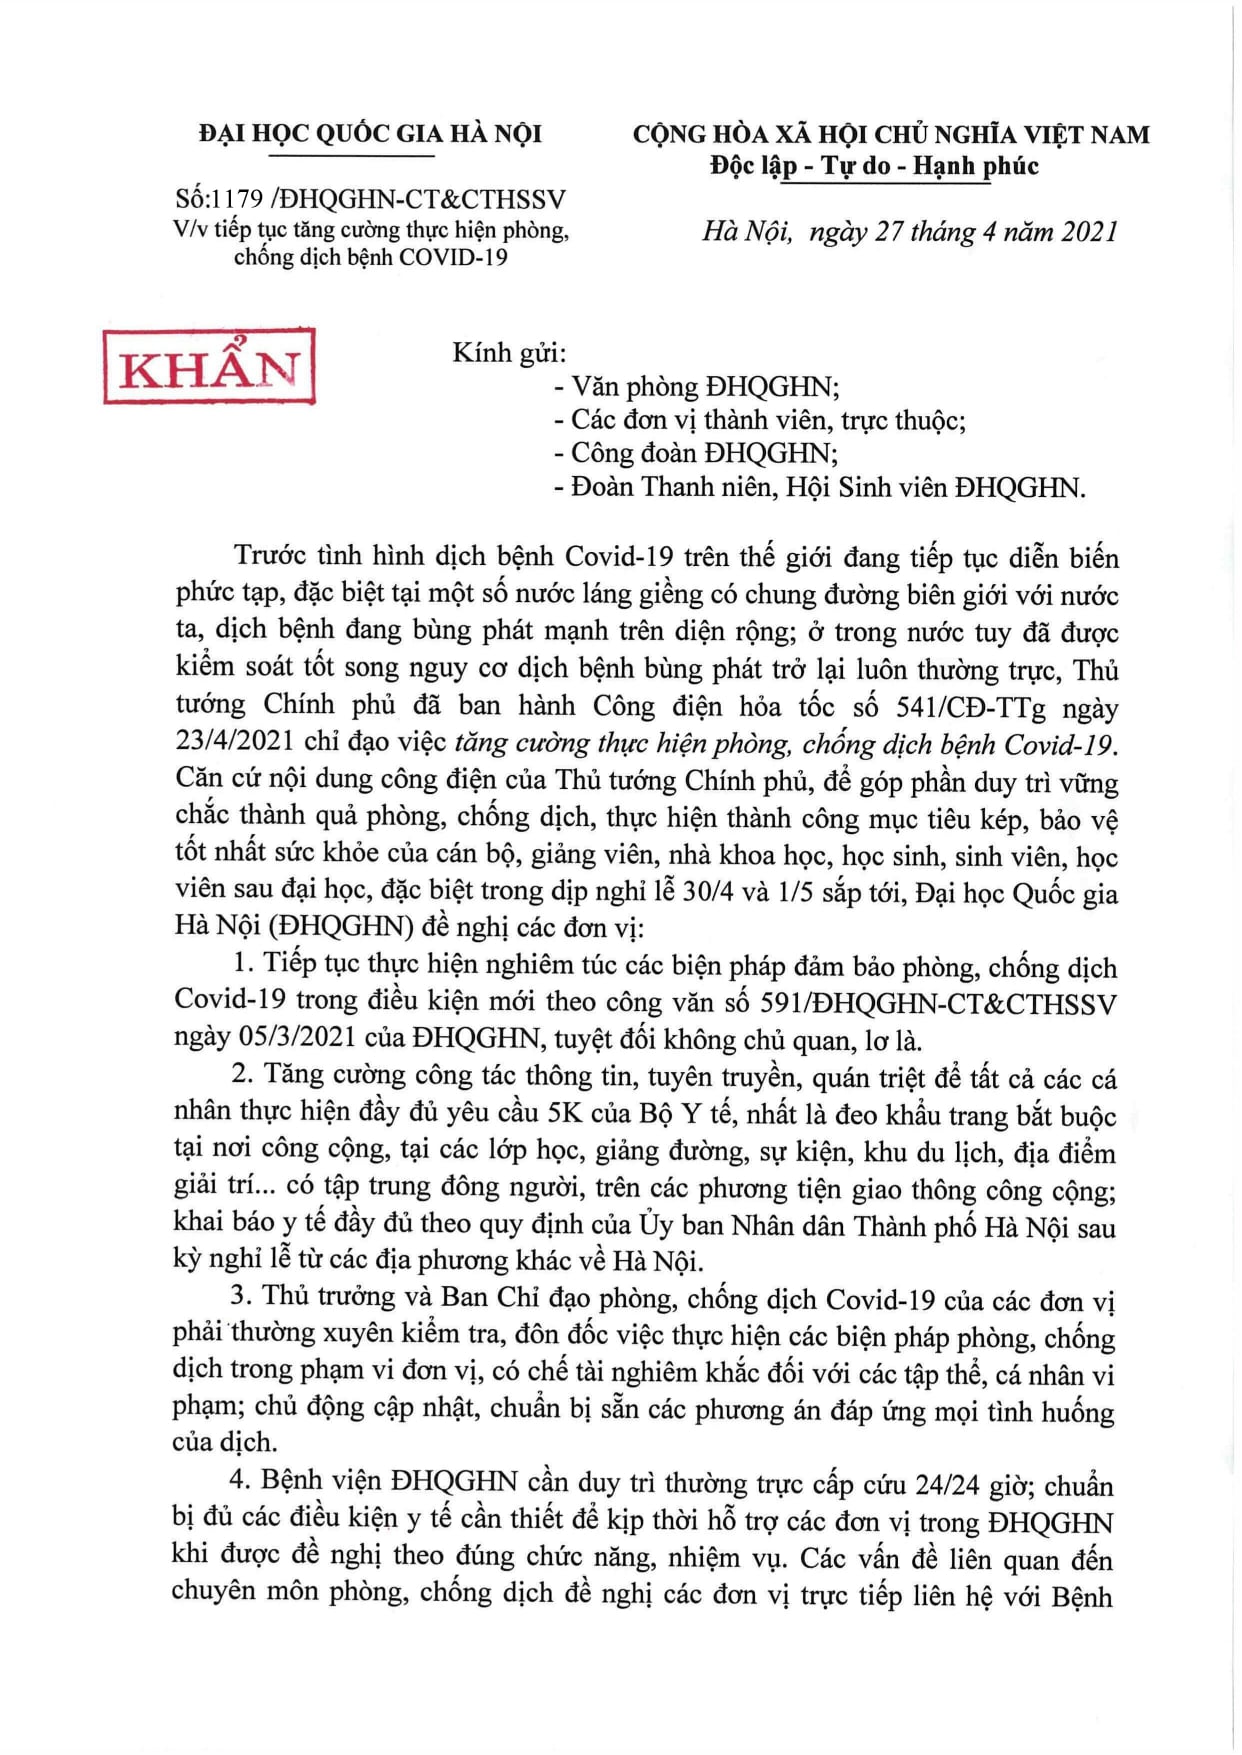 ĐẠI HỌC QUỐC GIA HÀ NỘI
CỘNG HÒA XÃ HỘI CHỦ NGHĨA VIỆT NAM
Độc lập - Tự do - Hạnh phúc
Số:1179 /ĐHQGHN-CT&CTHSSV
V/v tiếp tục tăng cường thực hiện phòng,
chống dịch bệnh COVID-19
Hà Nội, ngày 27 tháng 4 năm 2021
KHẨN
Kính gửi:
- Văn phòng ĐHQGHN;
- Các đơn vị thành viên, trực thuộc;
- Công đoàn ĐHQGHN;
- Đoàn Thanh niên, Hội Sinh viên ĐHQGHN.
Trước tình hình dịch bệnh Covid-19 trên thế giới đang tiếp tục diễn biến
phức tạp, đặc biệt tại một số nước láng giềng có chung đường biên giới với nước
ta, dịch bệnh đang bùng phát mạnh trên diện rộng; ở trong nước tuy đã được
kiểm soát tốt song nguy cơ dịch bệnh bùng phát trở lại luôn thường trực, Thủ
tướng Chính phủ đã ban hành Công điện hỏa tốc số 541/CĐ-TTg ngày
23/4/2021 chỉ đạo việc tăng cường thực hiện phòng, chống dịch bệnh Covid-19.
Căn cứ nội dung công điện của Thủ tướng Chính phủ, để góp phần duy trì vững
chắc thành quả phòng, chống dịch, thực hiện thành công mục tiêu kép, bảo vệ
tốt nhất sức khỏe của cán bộ, giảng viên, nhà khoa học, học sinh, sinh viên, học
viên sau đại học, đặc biệt trong dịp nghỉ lễ 30/4 và 1/5 sắp tới, Đại học Quốc gia
Hà Nội (ĐHQGHN) đề nghị các đơn vị:
1. Tiếp tục thực hiện nghiêm túc các biện pháp đảm bảo phòng, chống dịch
Covid-19 trong điều kiện mới theo công văn số 591/ĐHQGHN-CT&CTHSSV
ngày 05/3/2021 của ĐHQGHN, tuyệt đối không chủ quan, lơ là.
2. Tăng cường công tác thông tin, tuyên truyền, quán triệt để tất cả các cá
nhân thực hiện đầy đủ yêu cầu 5K của Bộ Y tế, nhất là đeo khẩu trang bắt buộc
tại nơi công cộng, tại các lớp học, giảng đường, sự kiện, khu du lịch, địa điểm
giải trí... có tập trung đông người, trên các phương tiện giao thông công cộng;
khai báo y tế đầy đủ theo quy định của Ủy ban Nhân dân Thành phố Hà Nội sau
kỳ nghỉ lễ từ các địa phương khác về Hà Nội.
3. Thủ trưởng và Ban Chỉ đạo phòng, chống dịch Covid-19 của các đơn vị
phải thường xuyên kiểm tra, đôn đốc việc thực hiện các biện pháp phòng, chống
dịch trong phạm vi đơn vị, có chế tài nghiêm khắc đối với các tập thể, cá nhân vi
phạm; chủ động cập nhật, chuẩn bị sẵn các phương án đáp ứng mọi tình huống
của dịch.
4. Bệnh viện ĐHQGHN cần duy trì thường trực cấp cứu 24/24 giờ; chuẩn
bị đủ các điều kiện y tế cần thiết để kịp thời hỗ trợ các đơn vị trong ĐHQGHN
khi được đề nghị theo đúng chức năng, nhiệm vụ. Các vấn đề liên quan đến
chuyên môn phòng, chống dịch đề nghị các đơn vị trực tiếp liên hệ với Bệnh